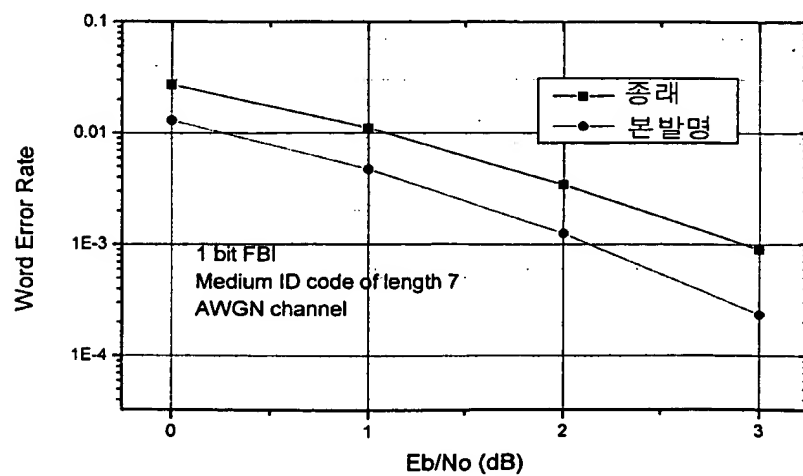 0.1
0.01
1E-3
1E-4
Word Error Rate
종래
본발명
1 bit FBI
Medium ID code of length 7
AWGN channel
0
1
2
3
Eb/No (dB)